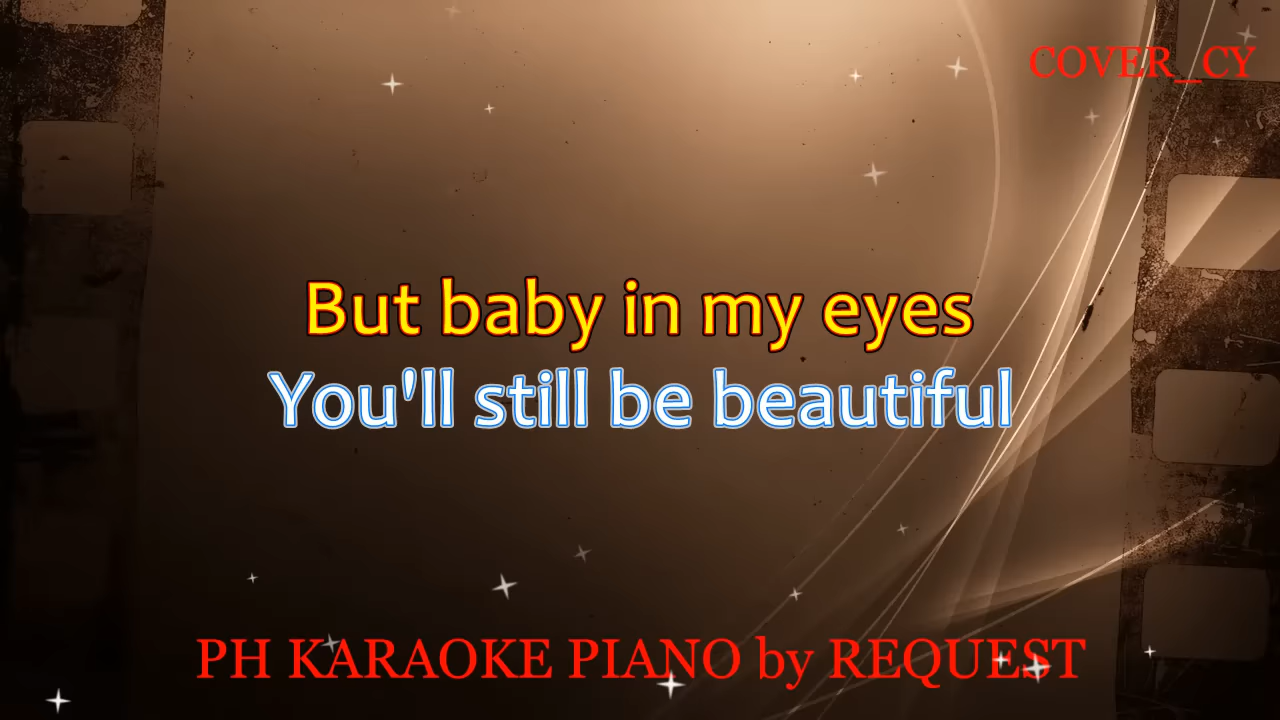 COVER_CY
But baby in my eyes
You'll still be beautiful
PH KARAOKE PIANO by REQUEST